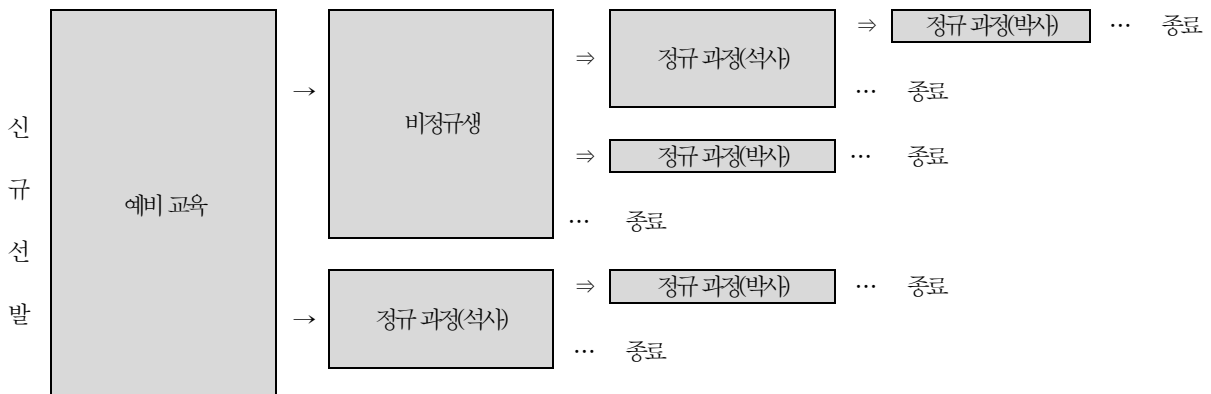 신규선발
예비 교육
→ 비정규생
⇒ 정규 과정(석사)
⇒ 정규 과정(박사) … 종료
… 종료
⇒ 정규 과정(박사) … 종료
… 종료
→ 정규 과정(석사)
⇒ 정규 과정(박사) … 종료
… 종료